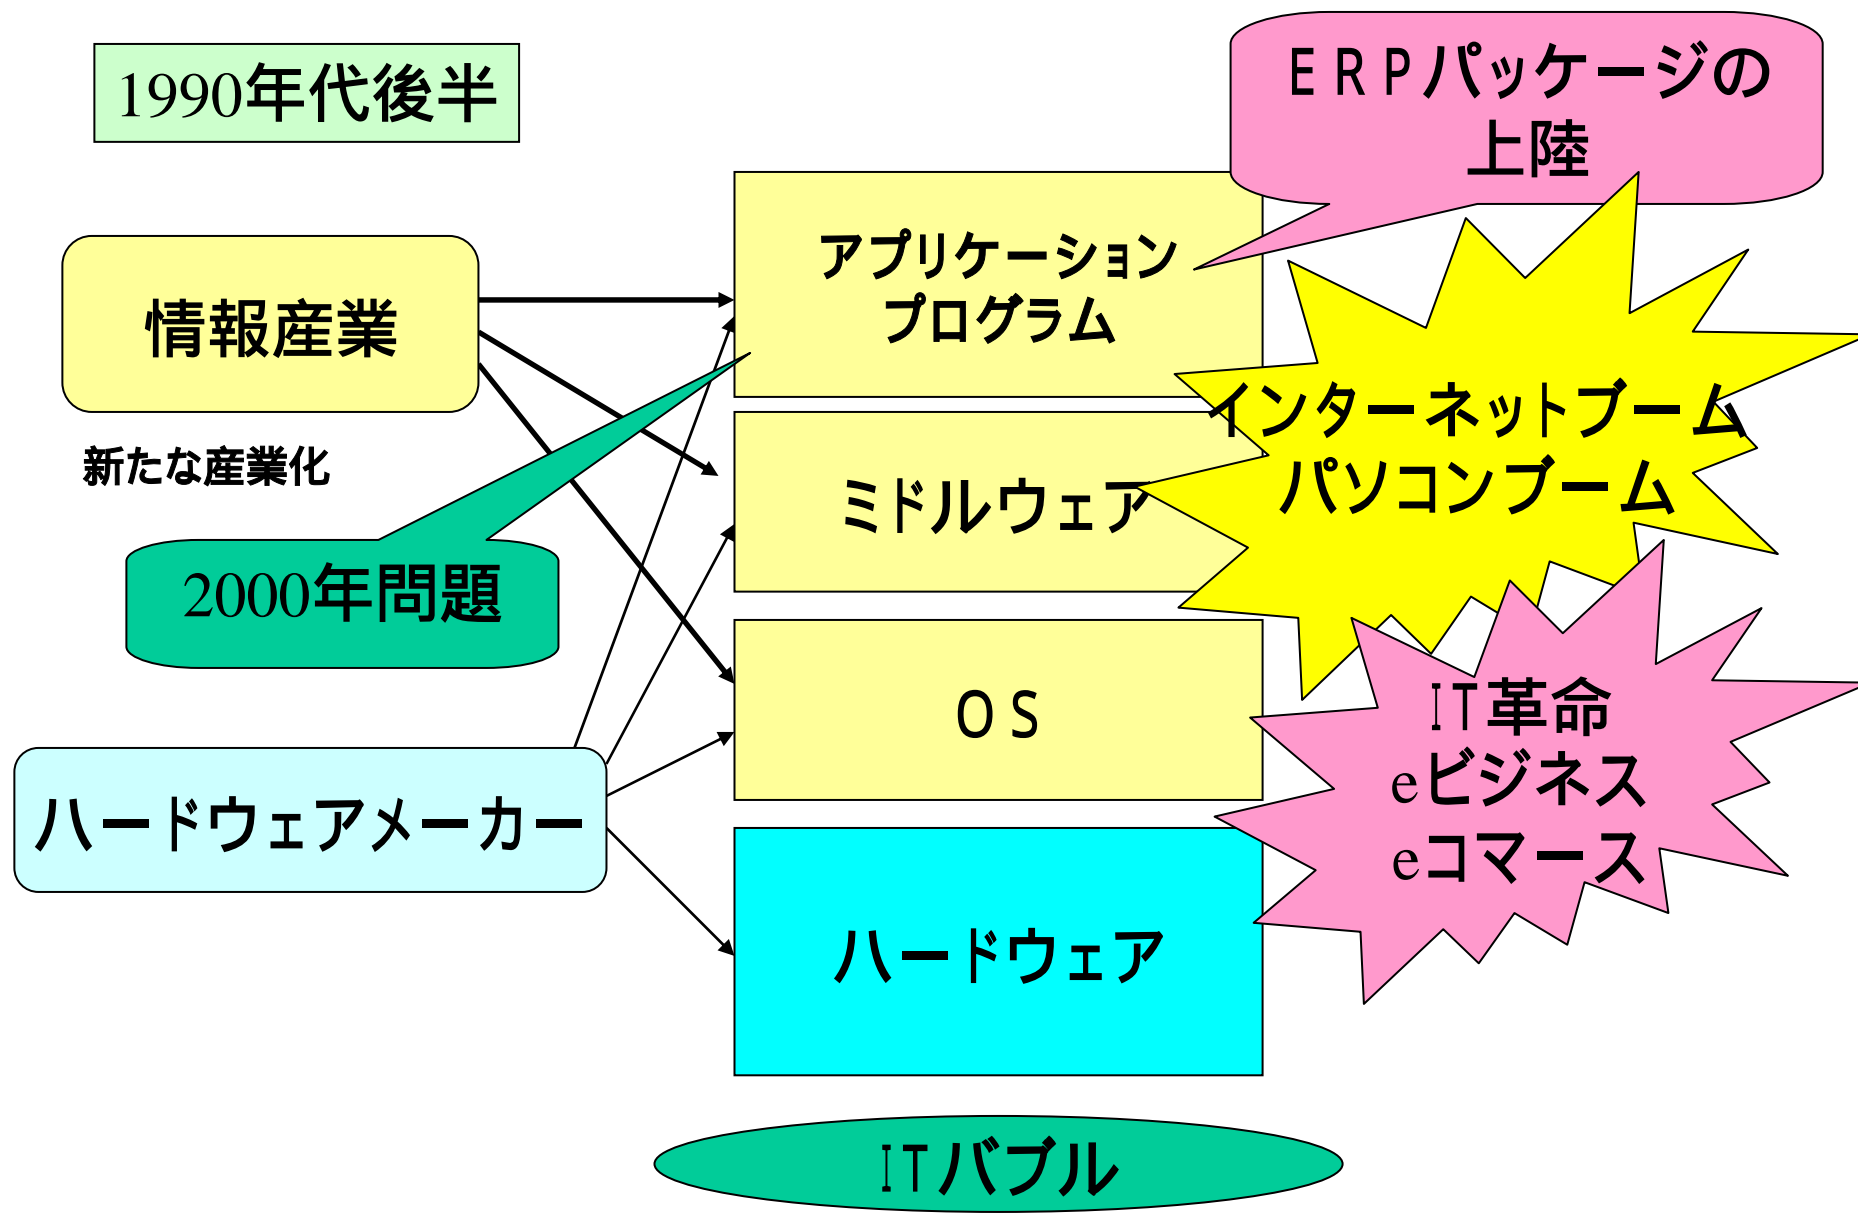 1990年代後半
ＥＲＰパッケージの
上陸
アプリケーション
プログラム
情報産業
新たな産業化
インターネットブーム
パソコンブーム
ミドルウェア
2000年問題
ＯＳ
IT革命
eビジネス
eコマース
ハードウェアメーカー
ハードウェア
ITバブル